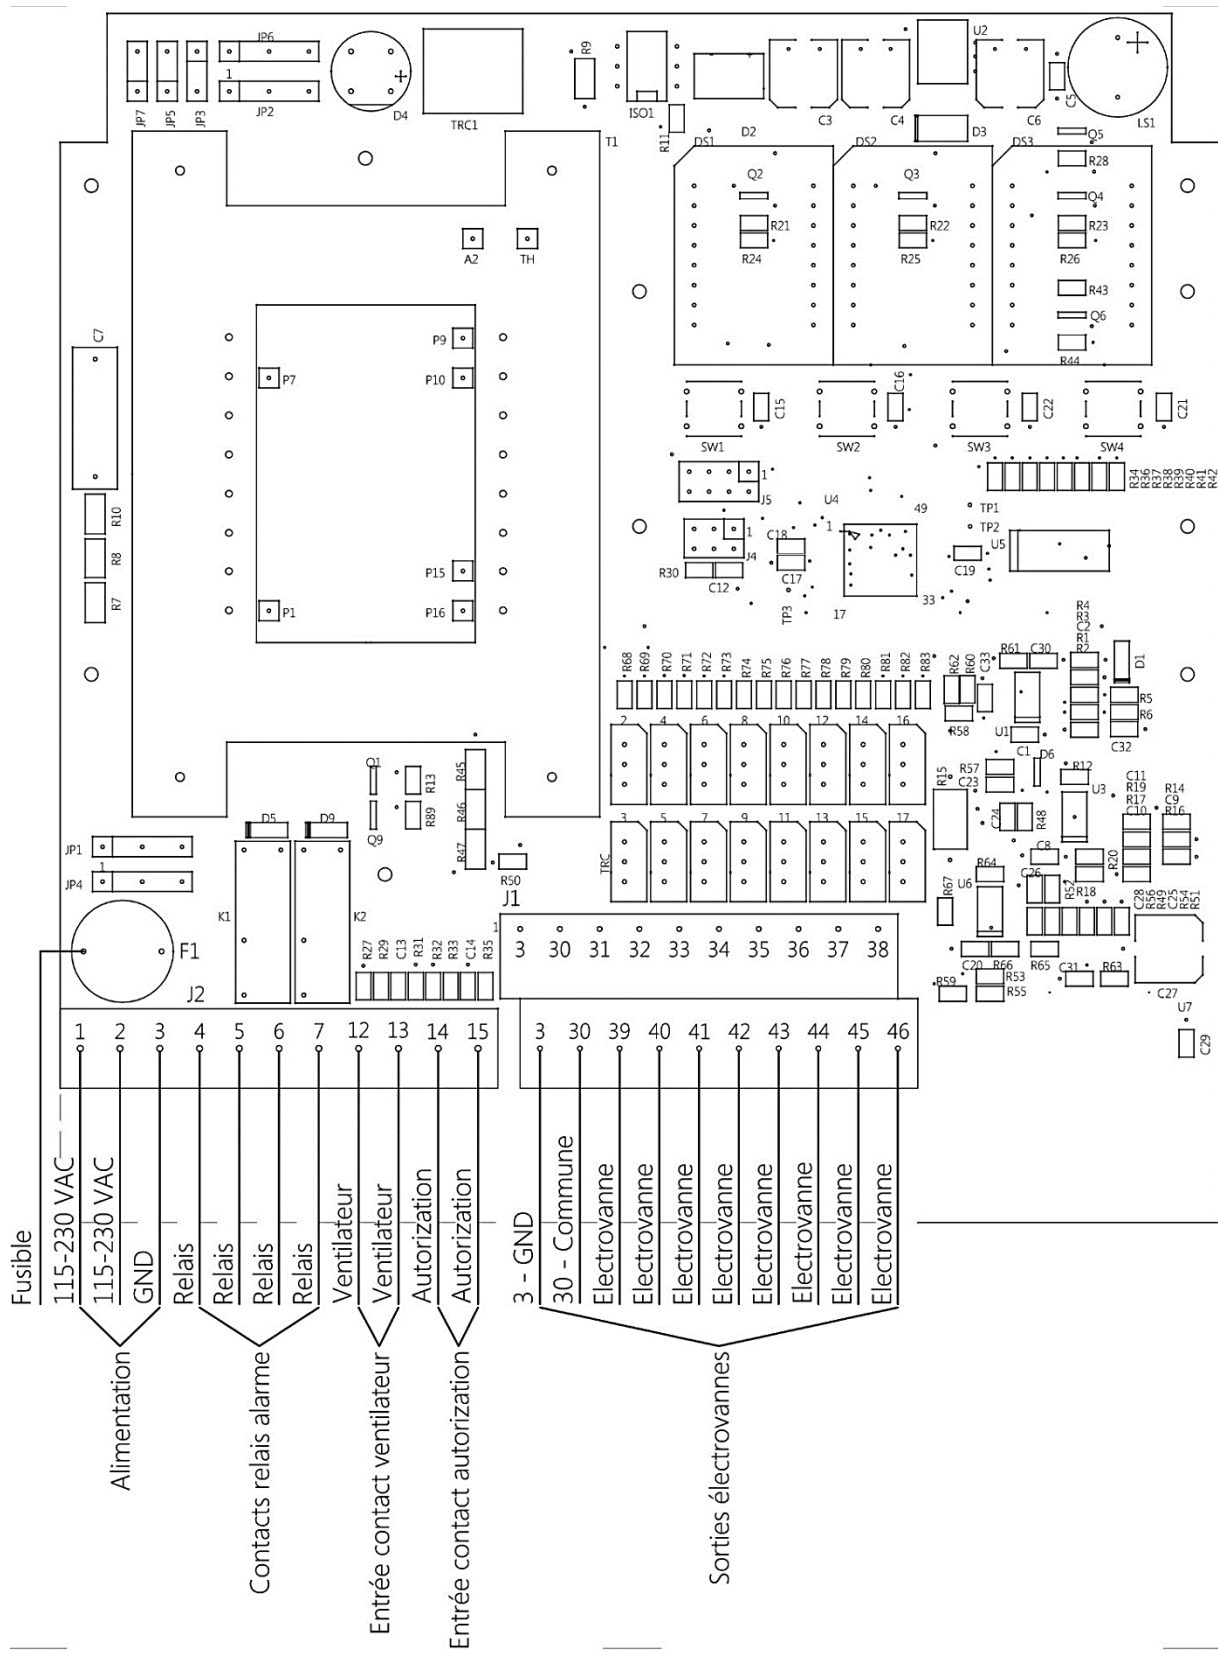 JP6
R9
U2
1
JP7
JP5
JP3
JP2
D4
TRC1
ISO1
R11
D2
C3
C4
D3
C6
C5
LS1
T1
DS1
DS2
DS3
Q5
R28
Q2
Q3
Q4
R21
R22
R23
A2
TH
R24
R25
R26
R43
Q6
R44
C7
P9
P7
P10
C15
C16
C22
C21
SW1
SW2
SW3
SW4
1
J5
R34
R36
R37
R38
R39
R40
R41
R42
R10
U4
49
TP1
TP2
1
J4
C18
1
U5
R8
R30
C12
C17
C19
P15
R7
P1
P16
TP3
17
33
R4
R3
C2
R1
R2
R68
R69
R70
R71
R72
R73
R74
R75
R76
R77
R78
R79
R80
R81
R82
R83
R62
R60
C33
R61
C30
D1
R5
R6
2
4
6
8
10
12
14
16
R58
U1
C32
C1
D6
Q1
R13
R45
R15
R57
C23
R12
U3
C11
R19
R17
C10
R14
C9
R16
R89
R46
C24
R48
D5
D9
Q9
3
5
7
9
11
13
15
17
JP1
R47
R50
TRC
C8
R20
1
JP4
R64
C26
R52
R18
R67
U6
K1
K2
J1
C28
R56
R49
C25
R54
R51
F1
1
3 30 31 32 33 34 35 36 37 38
R27
R29
C13
R31
R32
R33
C14
R35
C20
R66
R65
R59
R53
R55
C31
R63
C27
J2
U7
C29
1 2 3 4 5 6 7 12 13 14 15
3 30 39 40 41 42 43 44 45 46
Fusible
115-230 VAC
115-230 VAC
GND
Relais
Relais
Relais
Relais
Ventilateur
Ventilateur
Autorization
Autorization
3 - GND
30 - Commune
Electrovanne
Electrovanne
Electrovanne
Electrovanne
Electrovanne
Electrovanne
Electrovanne
Electrovanne
Alimentation
Contacts relais alarme
Entrée contact ventilateur
Entrée contact autorization
Sorties électrovannes